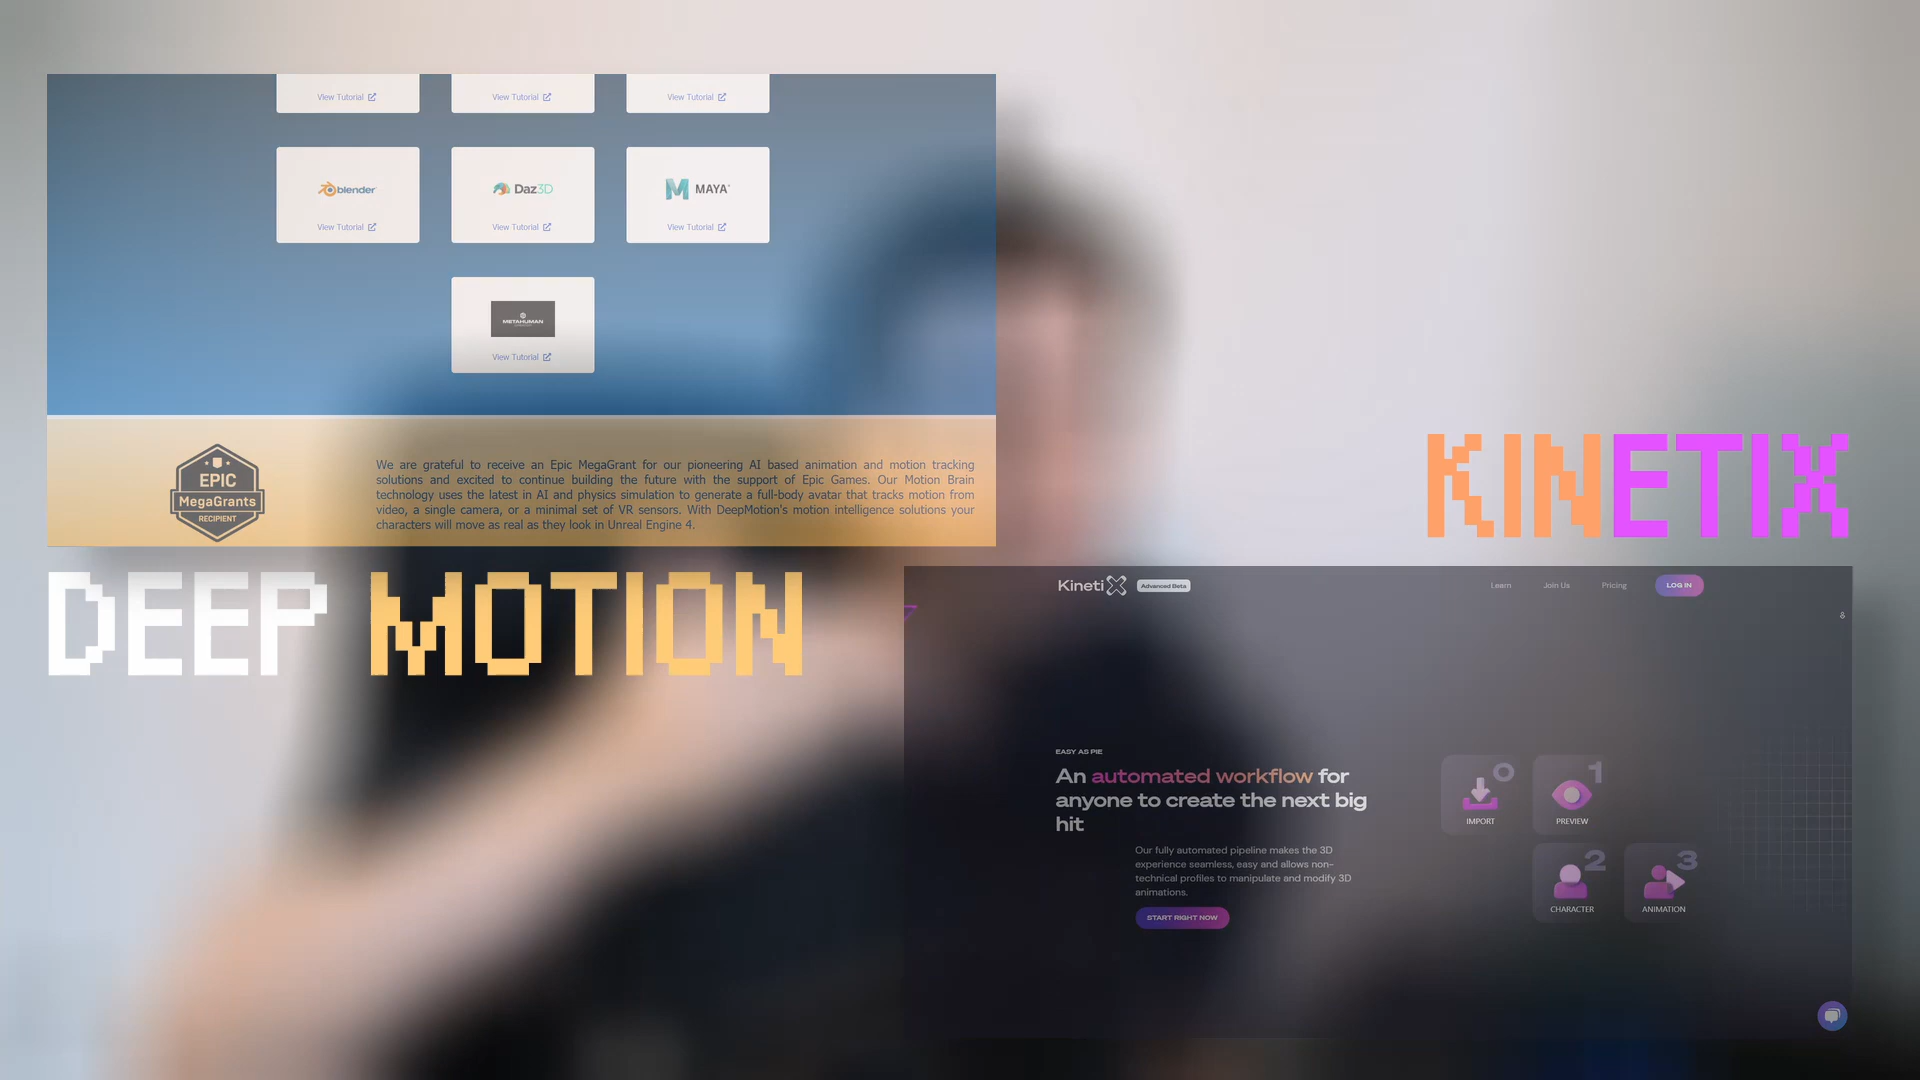 View Tutorial
View Tutorial
View Tutorial
blender
Daz3D
MAYA
View Tutorial
View Tutorial
View Tutorial
METAHUMAN
View Tutorial
EPIC
MegaGrants
RECIPIENT
We are grateful to receive an Epic MegaGrant for our pioneering AI based animation and motion tracking
solutions and excited to continue building the future with the support of Epic Games. Our Motion Brain
technology uses the latest in AI and physics simulation to generate a full-body avatar that tracks motion from
video, a single camera, or a minimal set of VR sensors. With DeepMotion's motion intelligence solutions your
characters will move as real as they look in Unreal Engine 4.
DEEP MOTION
KINETIX
KinetiX
Advanced Beta
Learn
Join Us
Pricing
LOG IN
EASY AS PIE
An automated workflow for
anyone to create the next big
hit
Our fully automated pipeline makes the 3D
experience seamless, easy and allows non-
technical profiles to manipulate and modify 3D
animations.
START RIGHT NOW
0
IMPORT
1
PREVIEW
2
CHARACTER
3
ANIMATION